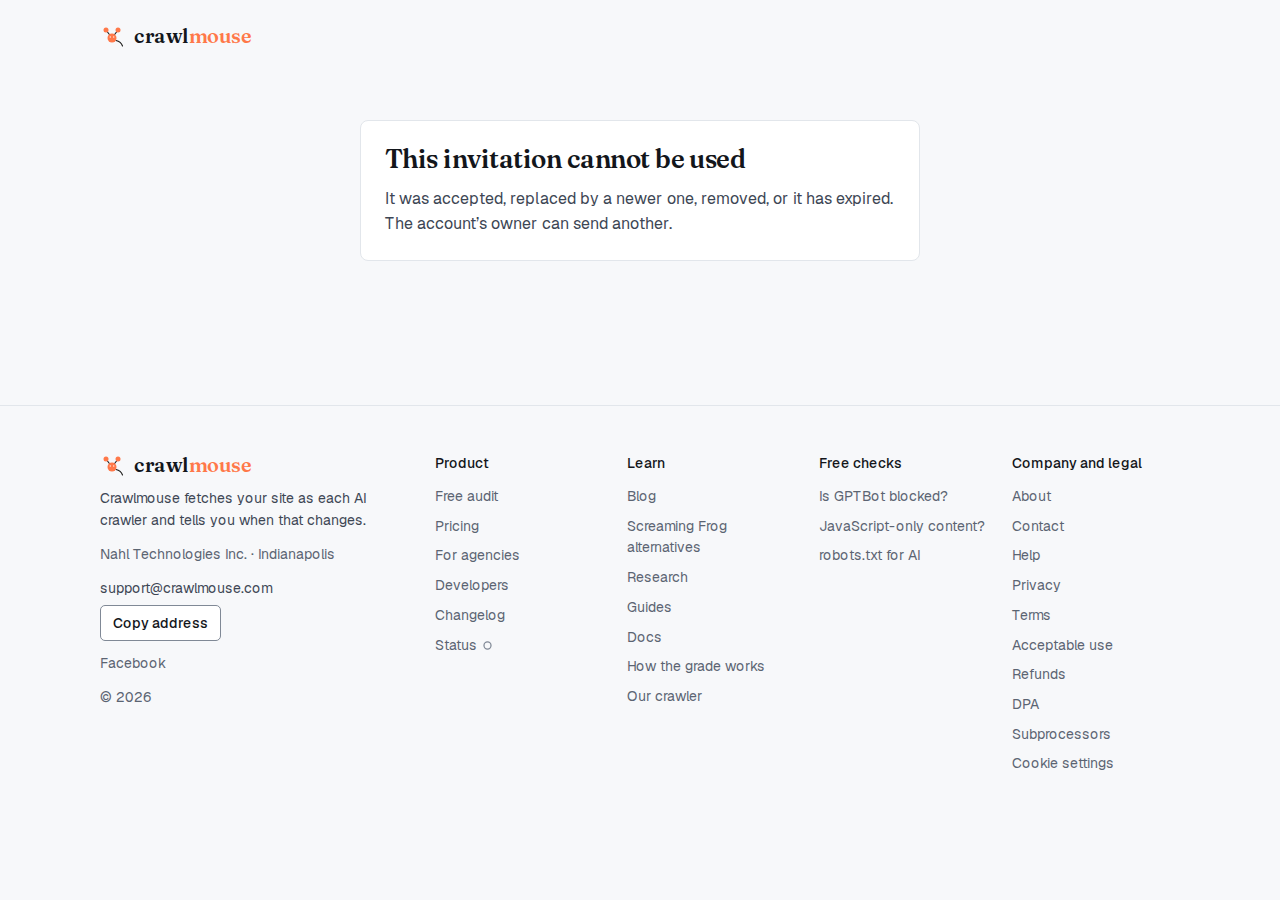 crawlmouse
This invitation cannot be used
It was accepted, replaced by a newer one, removed, or it has expired.
The account’s owner can send another.
crawlmouse
Crawlmouse fetches your site as each AI
crawler and tells you when that changes.
Nahl Technologies Inc. · Indianapolis
support@crawlmouse.com
Copy address
Facebook
© 2026
Product
Free audit
Pricing
For agencies
Developers
Changelog
Status
Learn
Blog
Screaming Frog
alternatives
Research
Guides
Docs
How the grade works
Our crawler
Free checks
Is GPTBot blocked?
JavaScript-only content?
robots.txt for AI
Company and legal
About
Contact
Help
Privacy
Terms
Acceptable use
Refunds
DPA
Subprocessors
Cookie settings